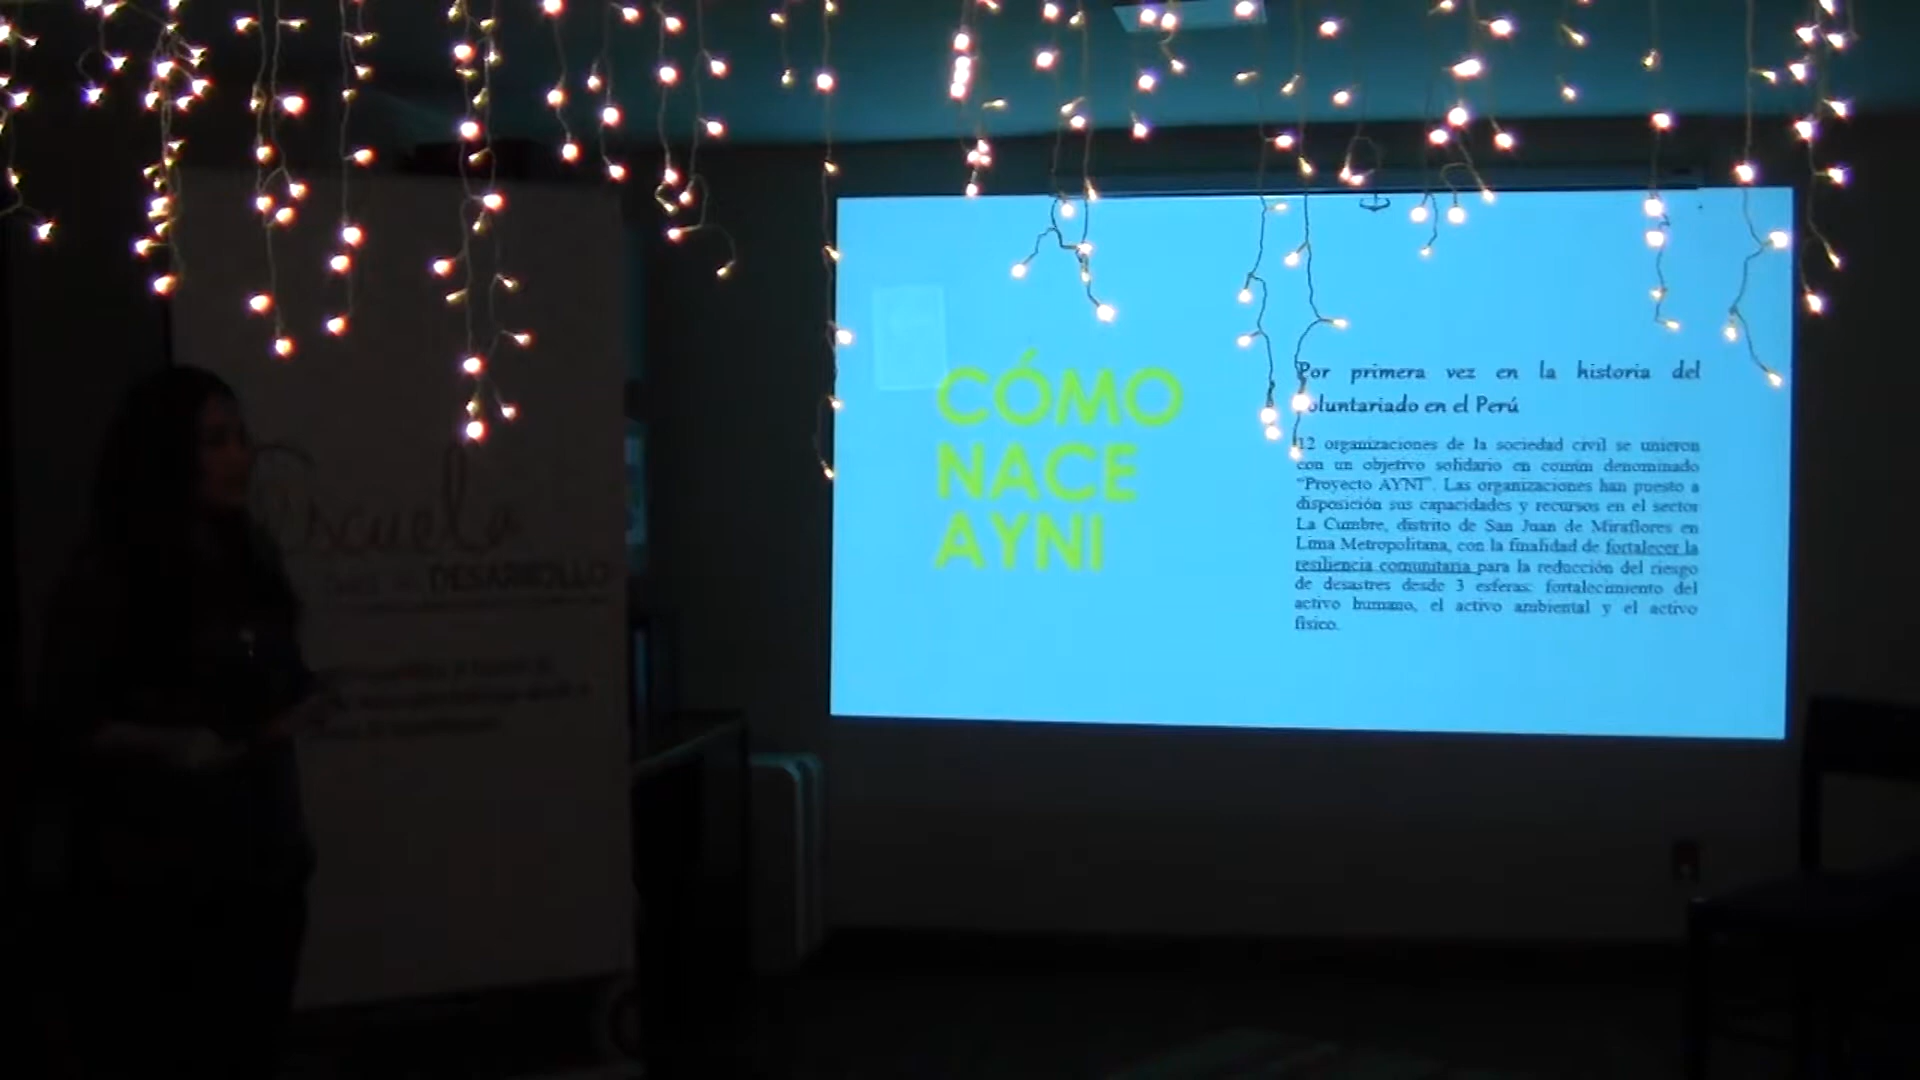 Escuela
DESARROLLO
CÓMO
NACE
AYNI
Por primera vez en la historia del
voluntariado en el Perú
12 organizaciones de la sociedad civil se unieron
con un objetivo solidario en común denominado
"Proyecto AYNI". Las organizaciones han puesto a
disposición sus capacidades y recursos en el sector
La Cumbre, distrito de San Juan de Miraflores en
Lima Metropolitana, con la finalidad de fortalecer la
resiliencia comunitaria para la reducción del riesgo
de desastres desde 3 esferas: fortalecimiento del
activo humano, el activo ambiental y el activo
físico.